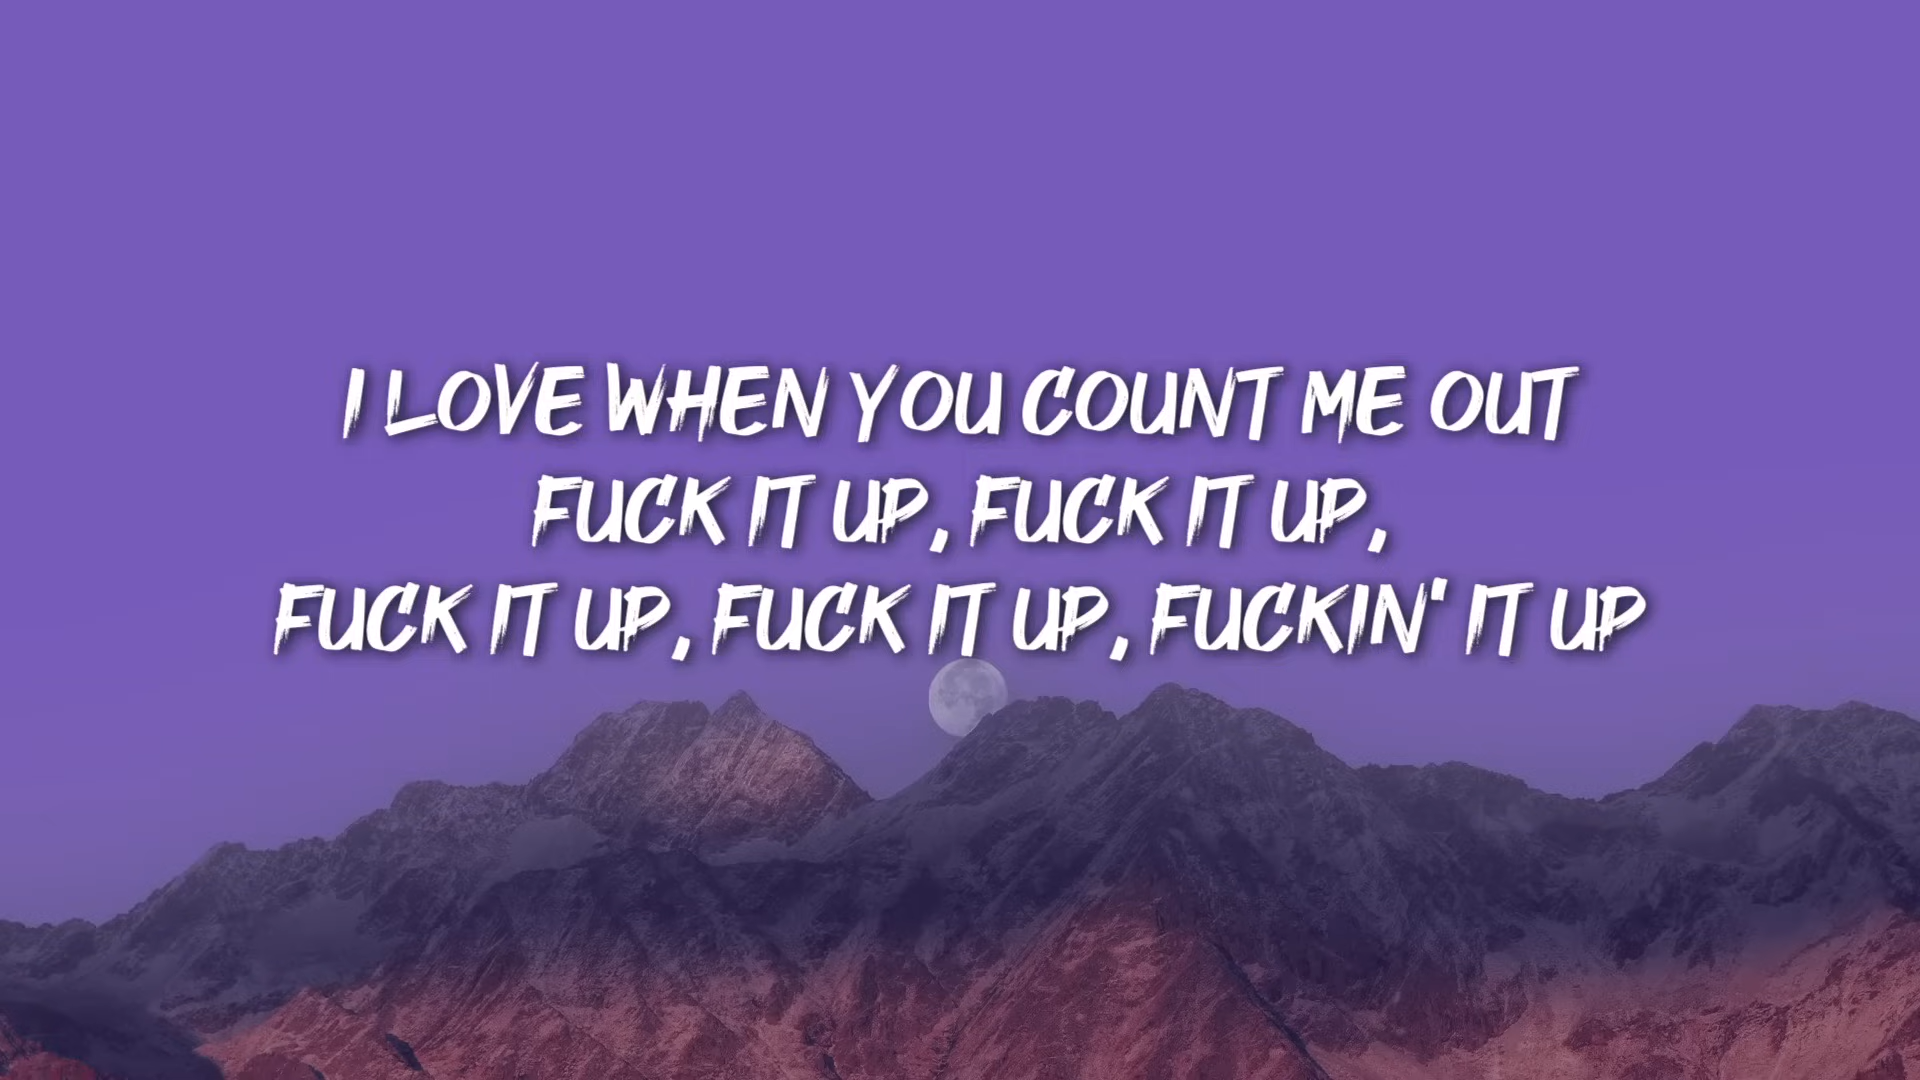 I LOVE WHEN YOU COUNT ME OUT
FUCK IT UP, FUCK IT UP,
FUCK IT UP, FUCK IT UP, FUCKIN' IT UP